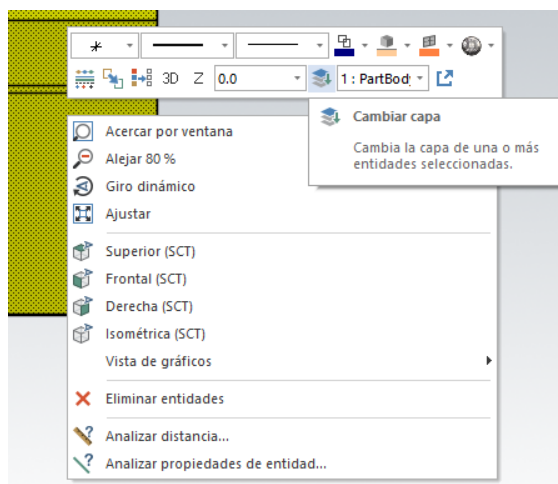 3D Z 0.0 1 : PartBod
Cambiar capa
Cambia la capa de una o más
entidades seleccionadas.
Acercar por ventana
Alejar 80 %
Giro dinámico
Ajustar
Superior (SCT)
Frontal (SCT)
Derecha (SCT)
Isométrica (SCT)
Vista de gráficos
Eliminar entidades
Analizar distancia...
Analizar propiedades de entidad...